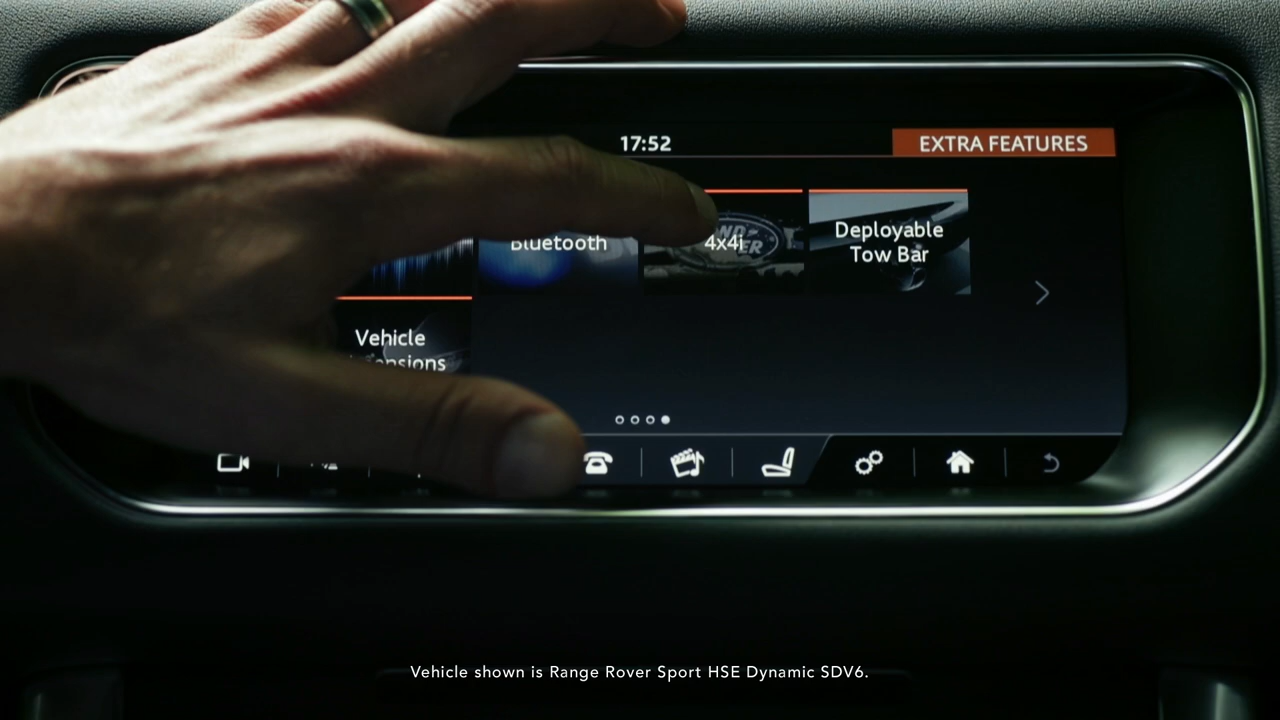 17:52
EXTRA FEATURES
Bluetooth
4x4i
Deployable
Tow Bar
Vehicle
Vehicle shown is Range Rover Sport HSE Dynamic SDV6.